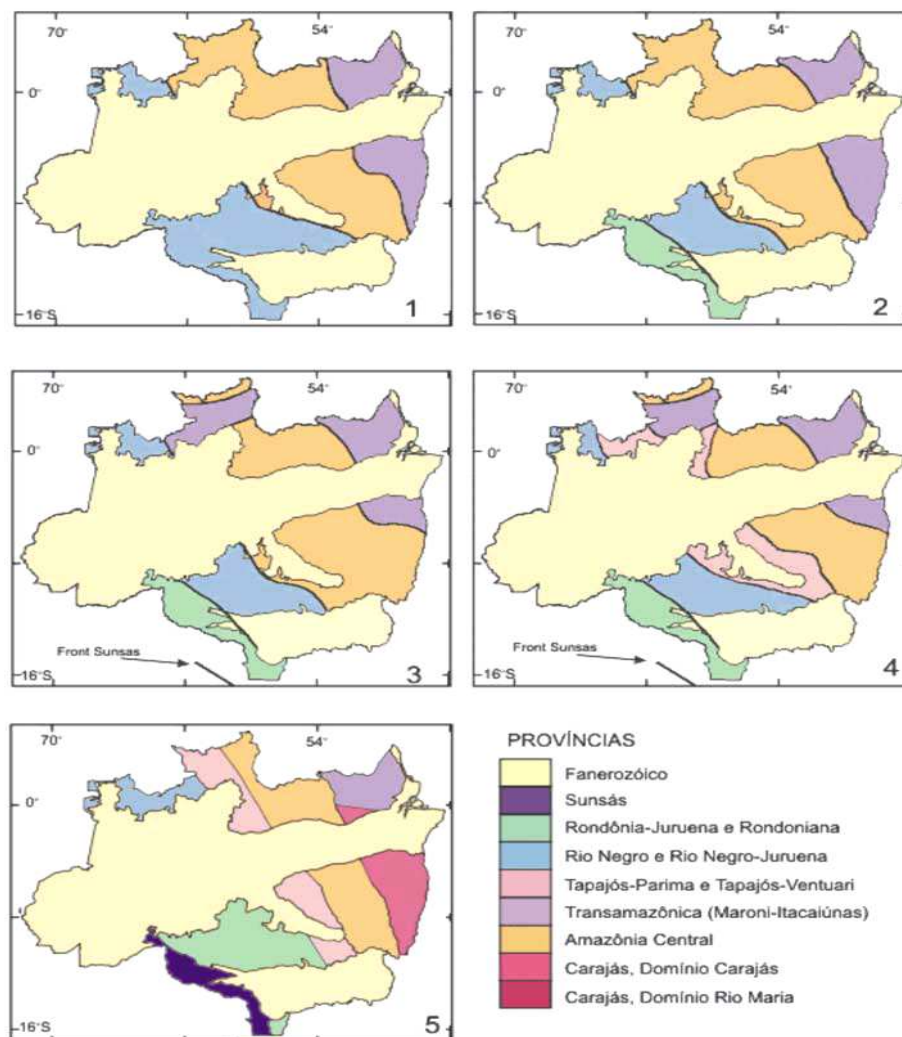 70° 54°
0°
16°S
1
70° 54°
0°
16°S
2
70° 54°
0°
Front Sunsas
16°S
3
70° 54°
0°
Front Sunsas
16°S
4
70° 54°
0°
16°S
5
PROVÍNCIAS
Fanerozóico
Sunsás
Rondônia-Juruena e Rondoniana
Rio Negro e Rio Negro-Juruena
Tapajós-Parima e Tapajós-Ventuari
Transamazônica (Maroni-Itacaiúnas)
Amazônia Central
Carajás, Domínio Carajás
Carajás, Domínio Rio Maria